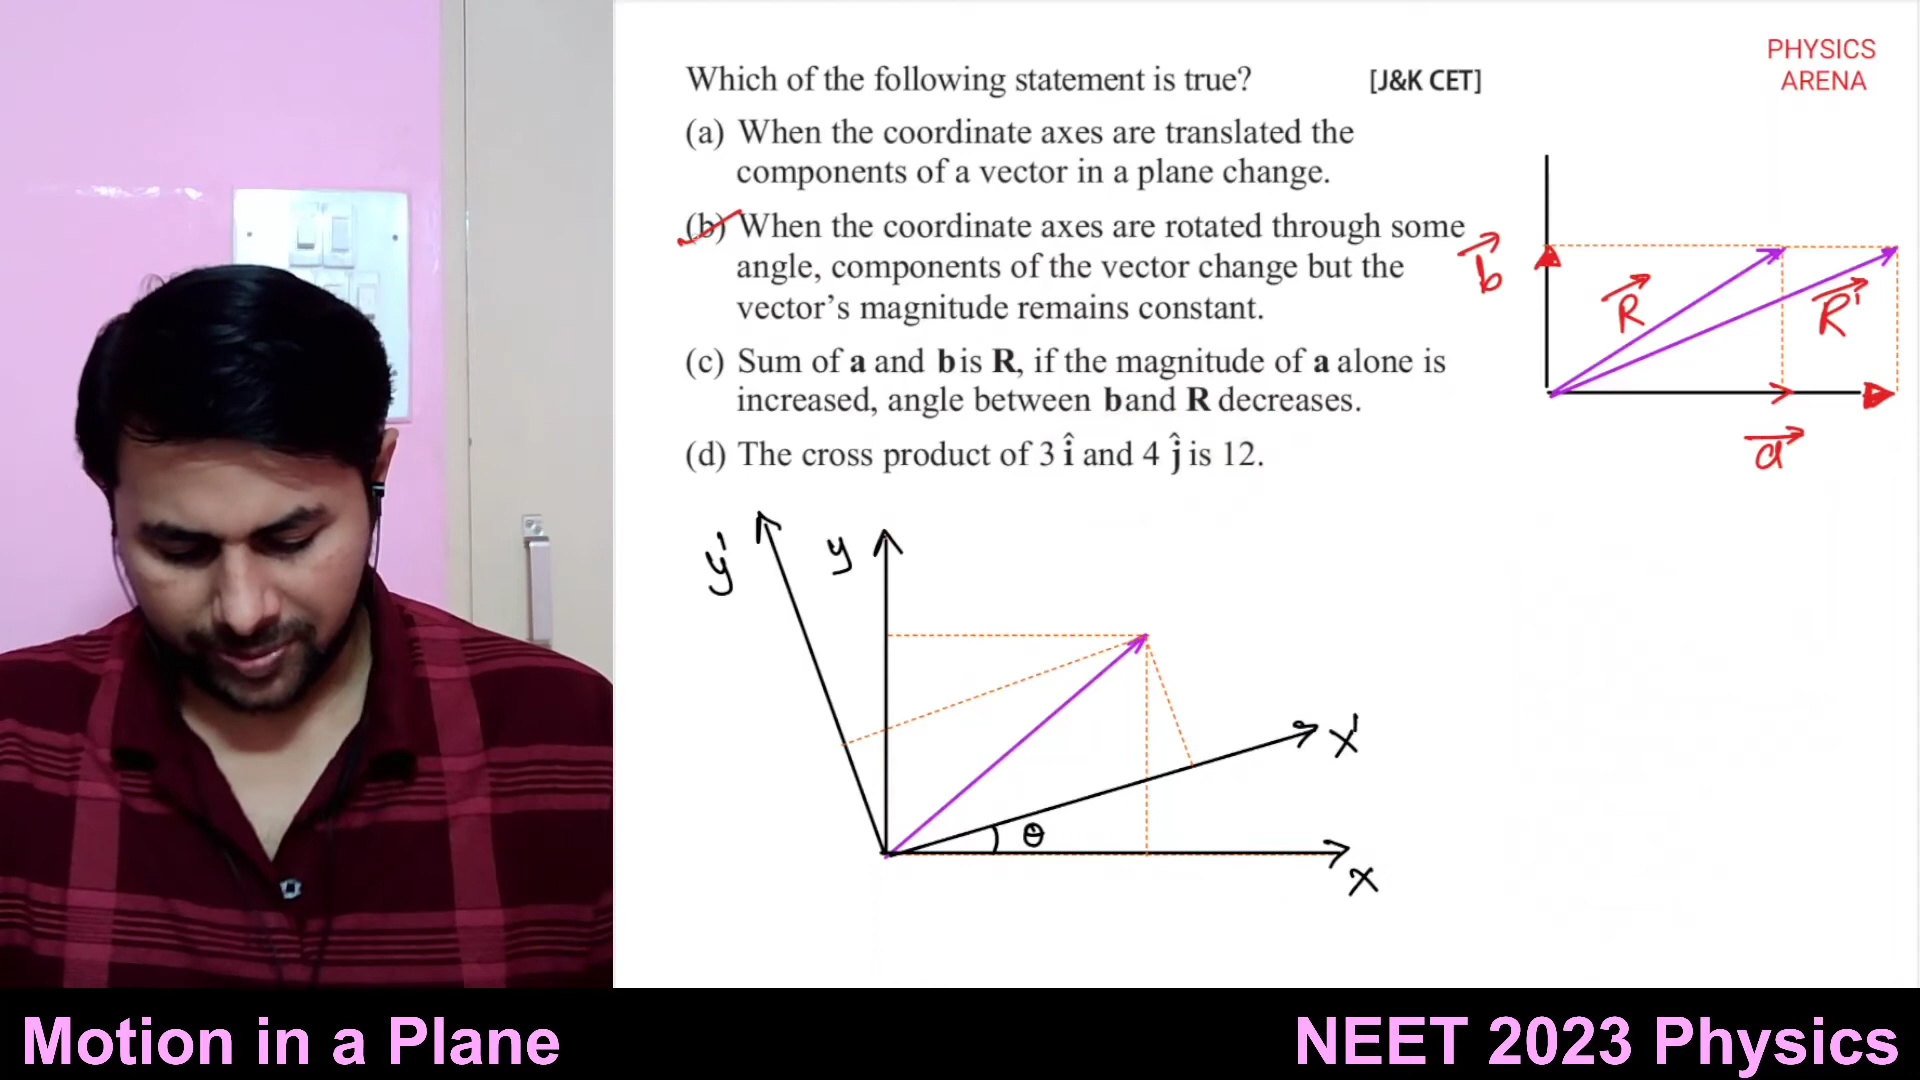 PHYSICS
ARENA
Which of the following statement is true? [J&K CET]
(a) When the coordinate axes are translated the
components of a vector in a plane change.
(b) When the coordinate axes are rotated through some
angle, components of the vector change but the
vector’s magnitude remains constant.
(c) Sum of a and b is R, if the magnitude of a alone is
increased, angle between b and R decreases.
(d) The cross product of 3 î and 4 ĵ is 12.
b⃗
R⃗
R⃗'
a⃗
y'
y
x'
θ
x
Motion in a Plane
NEET 2023 Physics